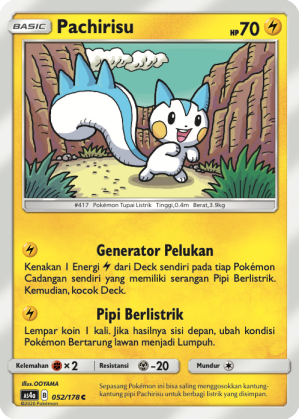 BASIC Pachirisu HP70
#417 Pokémon Tupai Listrik Tinggi,0.4m Berat,3.9kg
Generator Pelukan
Kenakan 1 Energi dari Deck sendiri pada tiap Pokémon
Cadangan sendiri yang memiliki serangan Pipi Berlistrik.
Kemudian, kocok Deck.
Pipi Berlistrik
Lempar koin 1 kali. Jika hasilnya sisi depan, ubah kondisi
Pokémon Bertarung lawan menjadi Lumpuh.
Kelemahan ×2 Resistansi -20 Mundur
Illus.OOYAMA
AS4a B 052/178 C
©2020 Pokémon
Sepasang Pokémon ini bisa saling menggosokkan kantung-
kantung pipi Pachirisu untuk berbagi listrik yang disimpan.